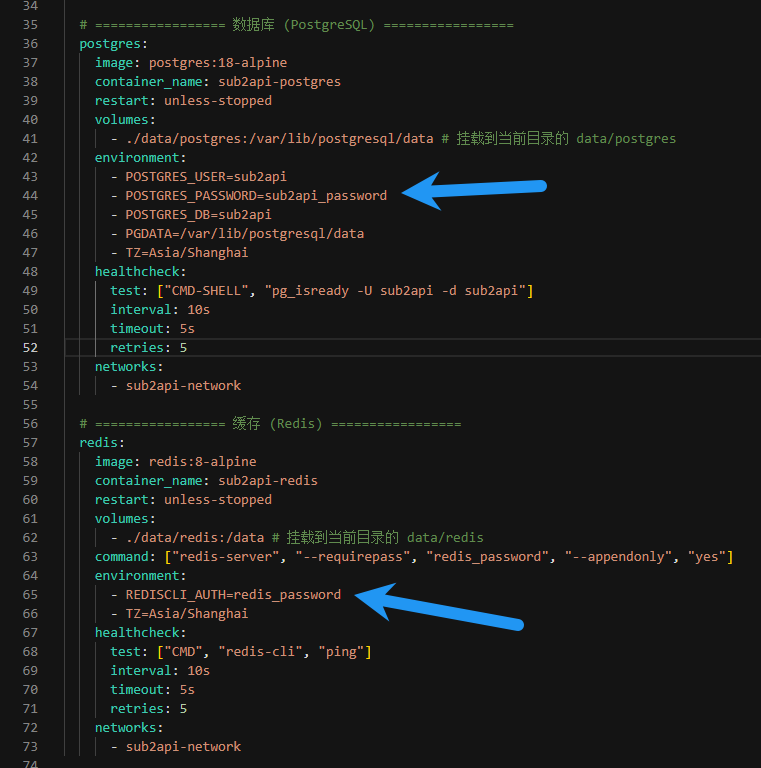 34
35 # ================= 数据库 (PostgreSQL) =================
36 postgres:
37 image: postgres:18-alpine
38 container_name: sub2api-postgres
39 restart: unless-stopped
40 volumes:
41 - ./data/postgres:/var/lib/postgresql/data # 挂载到当前目录的 data/postgres
42 environment:
43 - POSTGRES_USER=sub2api
44 - POSTGRES_PASSWORD=sub2api_password
45 - POSTGRES_DB=sub2api
46 - PGDATA=/var/lib/postgresql/data
47 - TZ=Asia/Shanghai
48 healthcheck:
49 test: ["CMD-SHELL", "pg_isready -U sub2api -d sub2api"]
50 interval: 10s
51 timeout: 5s
52 retries: 5
53 networks:
54 - sub2api-network
55
56 # ================= 缓存 (Redis) =================
57 redis:
58 image: redis:8-alpine
59 container_name: sub2api-redis
60 restart: unless-stopped
61 volumes:
62 - ./data/redis:/data # 挂载到当前目录的 data/redis
63 command: ["redis-server", "--requirepass", "redis_password", "--appendonly", "yes"]
64 environment:
65 - REDISCLI_AUTH=redis_password
66 - TZ=Asia/Shanghai
67 healthcheck:
68 test: ["CMD", "redis-cli", "ping"]
69 interval: 10s
70 timeout: 5s
71 retries: 5
72 networks:
73 - sub2api-network
74